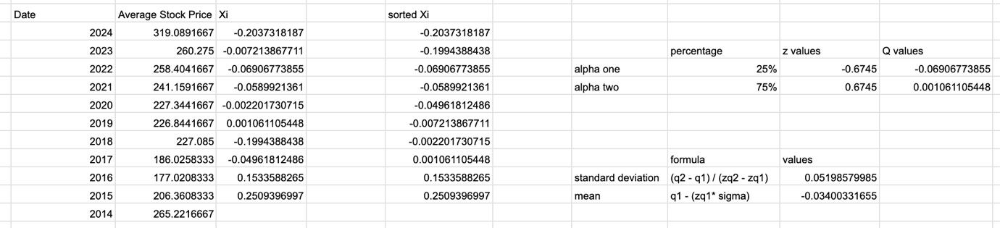 Date Average Stock Price Xi sorted Xi
2024 319.0891667 -0.2037318187 -0.2037318187
2023 260.275 -0.007213867711 -0.1994388438 percentage z values Q values
2022 258.4041667 -0.06906773855 -0.06906773855 alpha one 25% -0.6745 -0.06906773855
2021 241.1591667 -0.0589921361 -0.0589921361 alpha two 75% 0.6745 0.001061105448
2020 227.3441667 -0.002201730715 -0.04961812486
2019 226.8441667 0.001061105448 -0.007213867711
2018 227.085 -0.1994388438 -0.002201730715
2017 186.0258333 -0.04961812486 0.001061105448 formula values
2016 177.0208333 0.1533588265 0.1533588265 standard deviation (q2 - q1) / (zq2 - zq1) 0.05198579985
2015 206.3608333 0.2509396997 0.2509396997 mean q1 - (zq1* sigma) -0.03400331655
2014 265.2216667